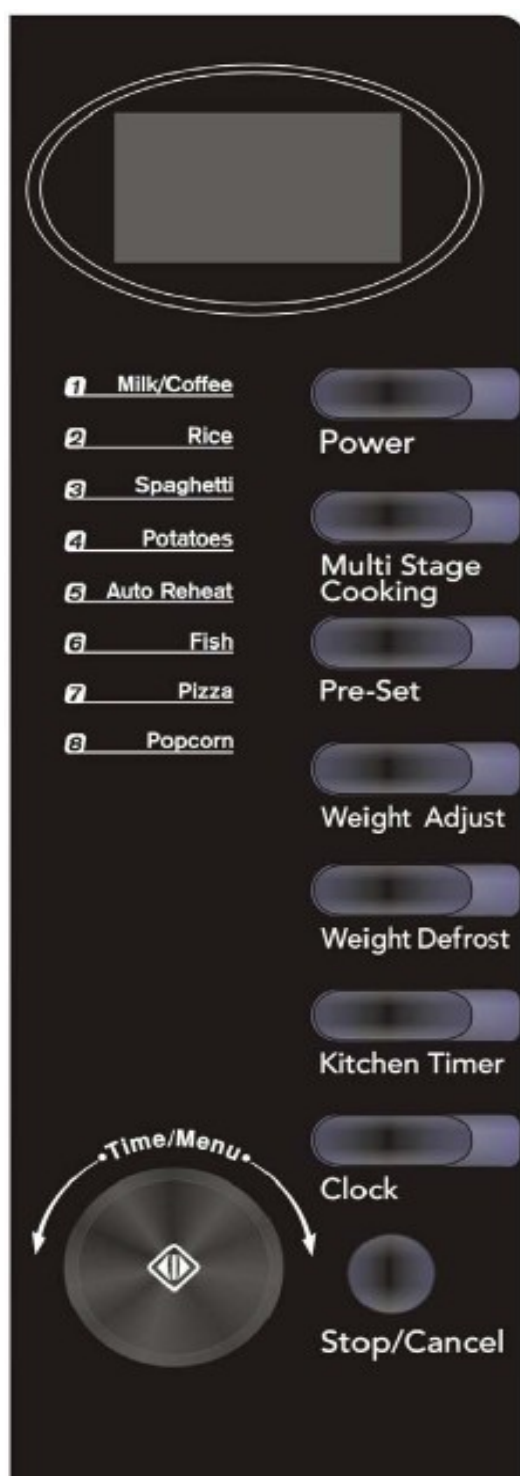 1 Milk/Coffee
2 Rice
3 Spaghetti
4 Potatoes
5 Auto Reheat
6 Fish
7 Pizza
8 Popcorn
Power
Multi Stage
Cooking
Pre-Set
Weight Adjust
Weight Defrost
Kitchen Timer
Clock
•Time/Menu•
Stop/Cancel